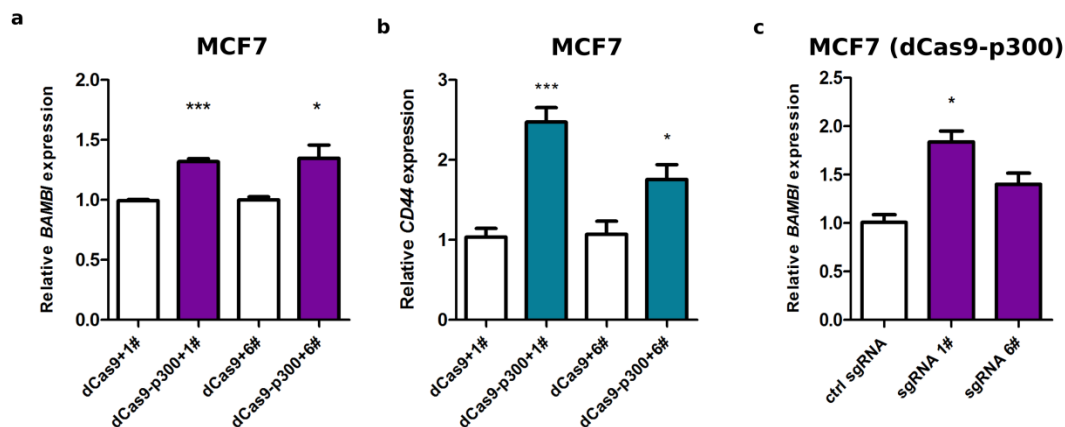 a
MCF7
Relative BAMBI expression
2.0
1.5
1.0
0.5
0.0
***
*
dCas9+1#
dCas9-p300+1#
dCas9+6#
dCas9-p300+6#
b
MCF7
Relative CD44 expression
3
2
1
0
***
*
dCas9+1#
dCas9-p300+1#
dCas9+6#
dCas9-p300+6#
c
MCF7 (dCas9-p300)
Relative BAMBI expression
2.5
2.0
1.5
1.0
0.5
0.0
*
ctrl sgRNA
sgRNA 1#
sgRNA 6#